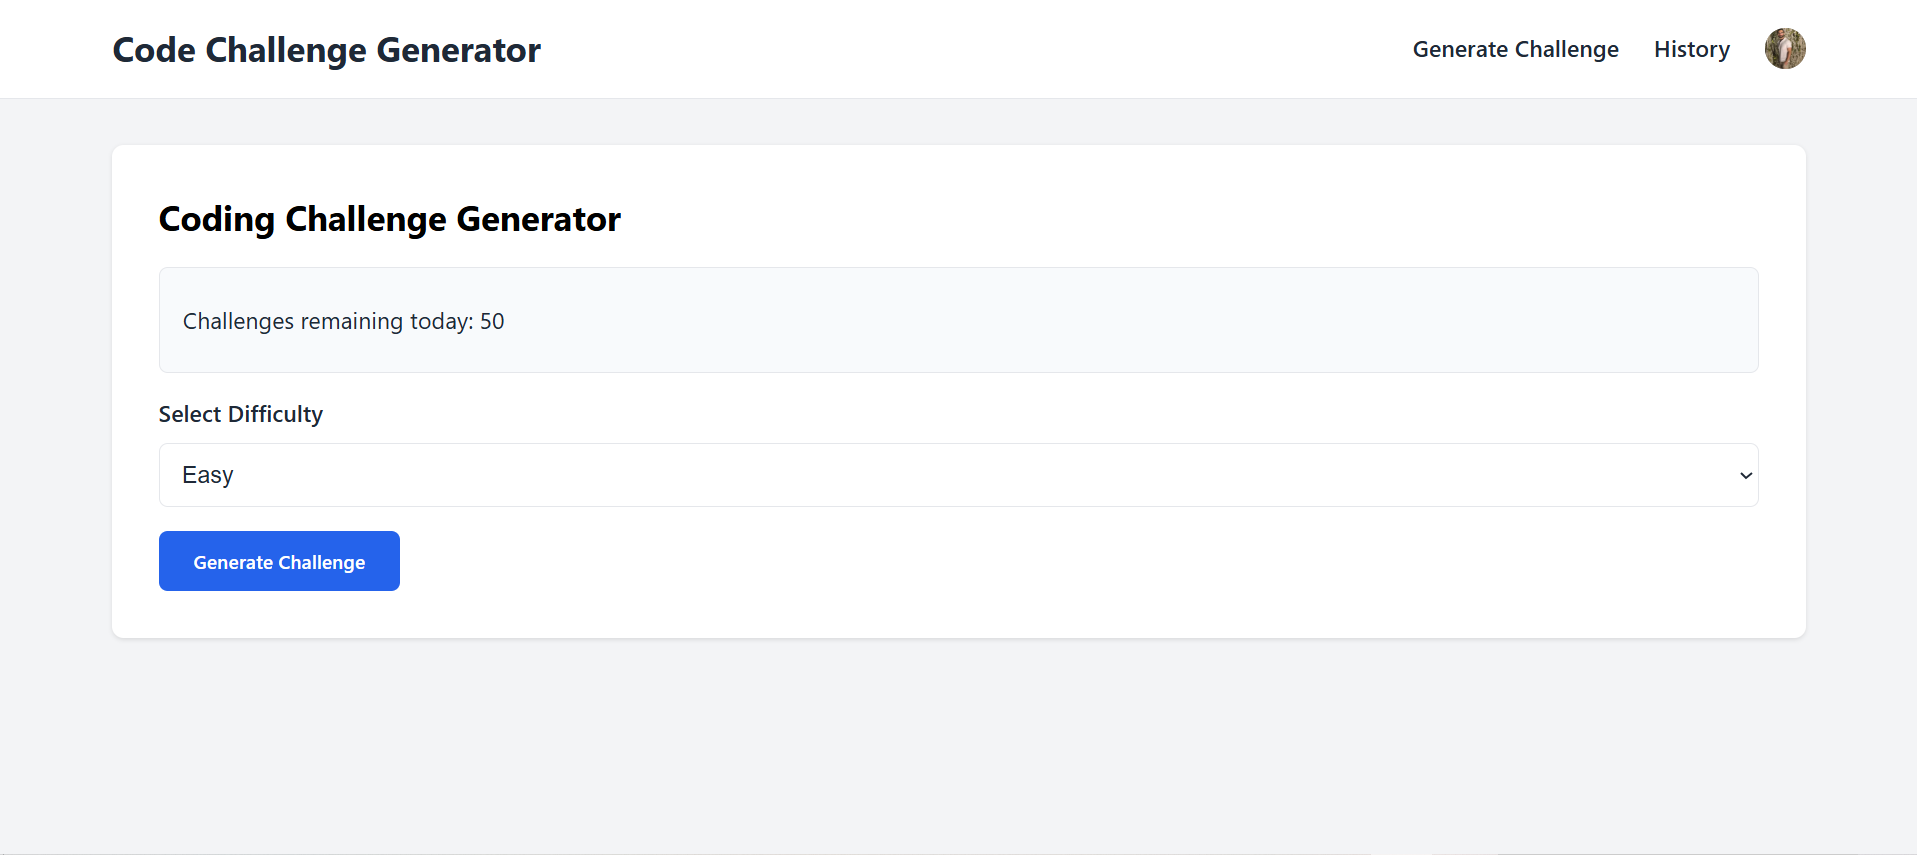 Code Challenge Generator
Generate Challenge
History
Coding Challenge Generator
Challenges remaining today: 50
Select Difficulty
Easy
Generate Challenge